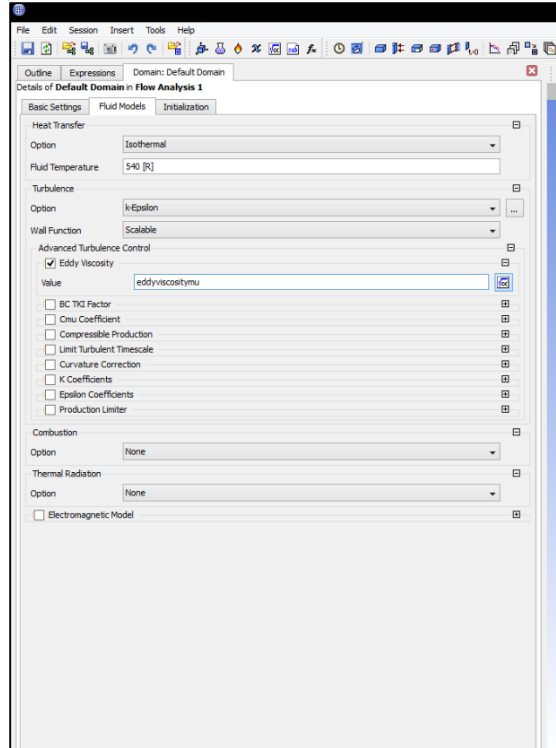 File Edit Session Insert Tools Help
Outline Expressions Domain: Default Domain
Details of Default Domain in Flow Analysis 1
Basic Settings Fluid Models Initialization
Heat Transfer
Option Isothermal
Fluid Temperature 540 [R]
Turbulence
Option k-Epsilon ...
Wall Function Scalable
Advanced Turbulence Control
Eddy Viscosity
Value eddyviscositymu
BC TKI Factor
Cmu Coefficient
Compressible Production
Limit Turbulent Timescale
Curvature Correction
K Coefficients
Epsilon Coefficients
Production Limiter
Combustion
Option None
Thermal Radiation
Option None
Electromagnetic Model